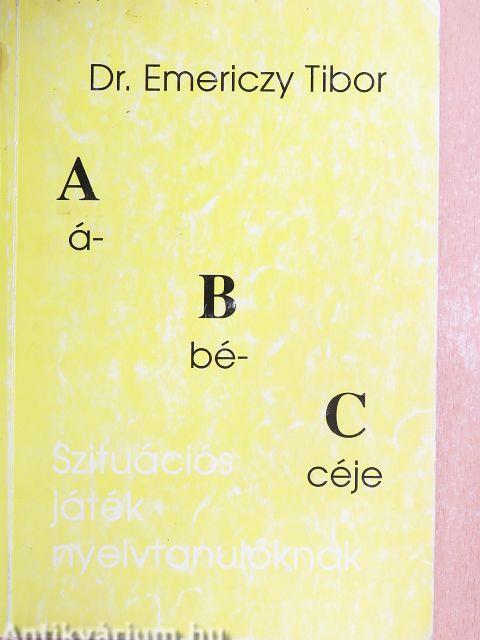 Dr. Emericzy Tibor
A
á-
B
bé-
C
céje
Szituációs
játék
nyelvtanulóknak
Antikvárium.hu